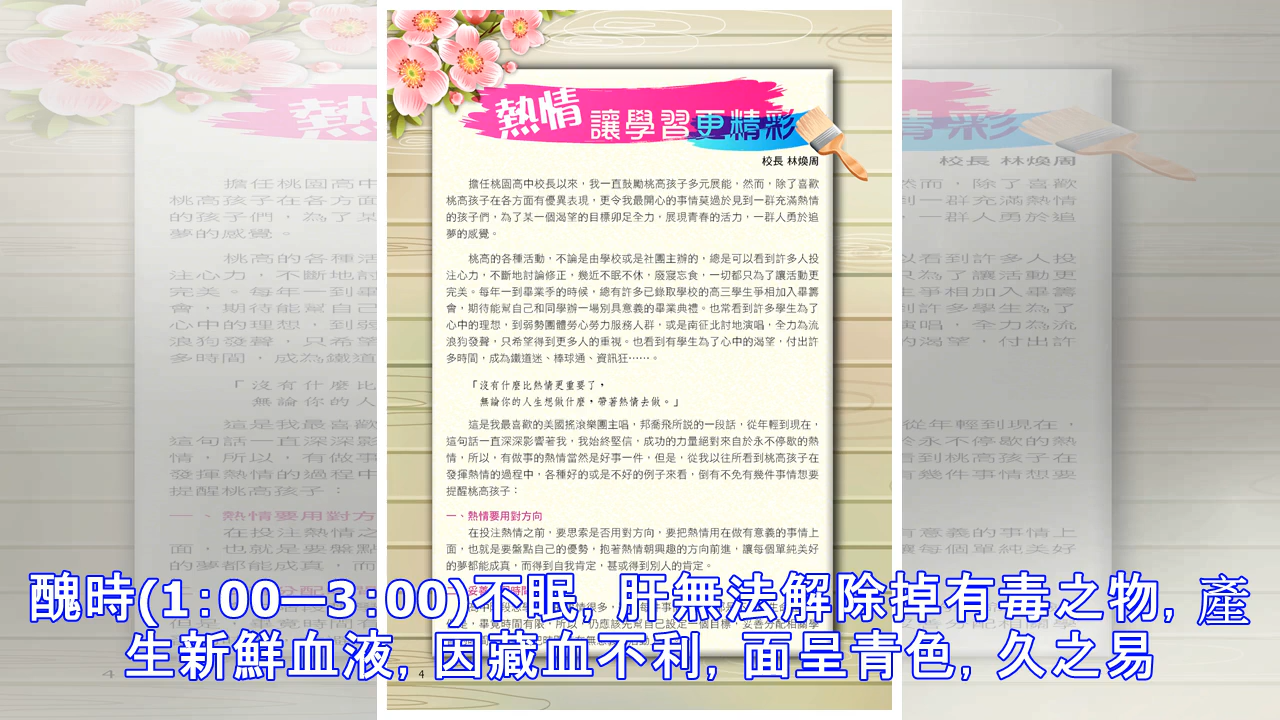 熱情 讓學習更精彩
校長 林煥周
擔任桃園高中校長以來，我一直鼓勵桃高孩子多元展能，然而，除了喜歡
桃高孩子在各方面有優異表現，更令我最開心的事情莫過於見到一群充滿熱情
的孩子們，為了某一個渴望的目標卯足全力，展現青春的活力，一群人勇於追
夢的感覺。
桃高的各種活動，不論是由學校或是社團主辦的，總是可以看到許多人投
注心力，不斷地討論修正，幾近不眠不休，廢寢忘食，一切都只為了讓活動更
完美。每年一到畢業季的時候，總有許多已錄取學校的高三學生爭相加入畢籌
會，期待能幫自己和同學辦一場別具意義的畢業典禮。也常看到許多學生為了
心中的理想，到弱勢團體勞心勞力服務人群，或是南征北討地演唱，全力為流
浪狗發聲，只希望得到更多人的重視。也看到有學生為了心中的渴望，付出許
多時間，成為鐵道迷、棒球通、資訊狂……。
「沒有什麼比熱情更重要了，
無論你的人生想做什麼，帶著熱情去做。」
這是我最喜歡的美國搖滾樂團主唱，邦喬飛所說的一段話，從年輕到現在，
這句話一直深深影響著我，我始終堅信，成功的力量絕對來自於永不停歇的熱
情，所以，有做事的熱情當然是好事一件，但是，從我以往所看到桃高孩子在
發揮熱情的過程中，各種好的或是不好的例子來看，倒有不免有幾件事情想要
提醒桃高孩子：
一、熱情要用對方向
在投注熱情之前，要思索是否用對方向，要把熱情用在做有意義的事情上
面，也就是要盤點自己的優勢，抱著熱情朝興趣的方向前進，讓每個單純美好
的夢都能成真，而得到自我肯定，甚或得到別人的肯定。
醜時(1:00—3:00)不眠, 肝無法解除掉有毒之物, 產
生新鮮血液, 因藏血不利, 面呈青色, 久之易
4